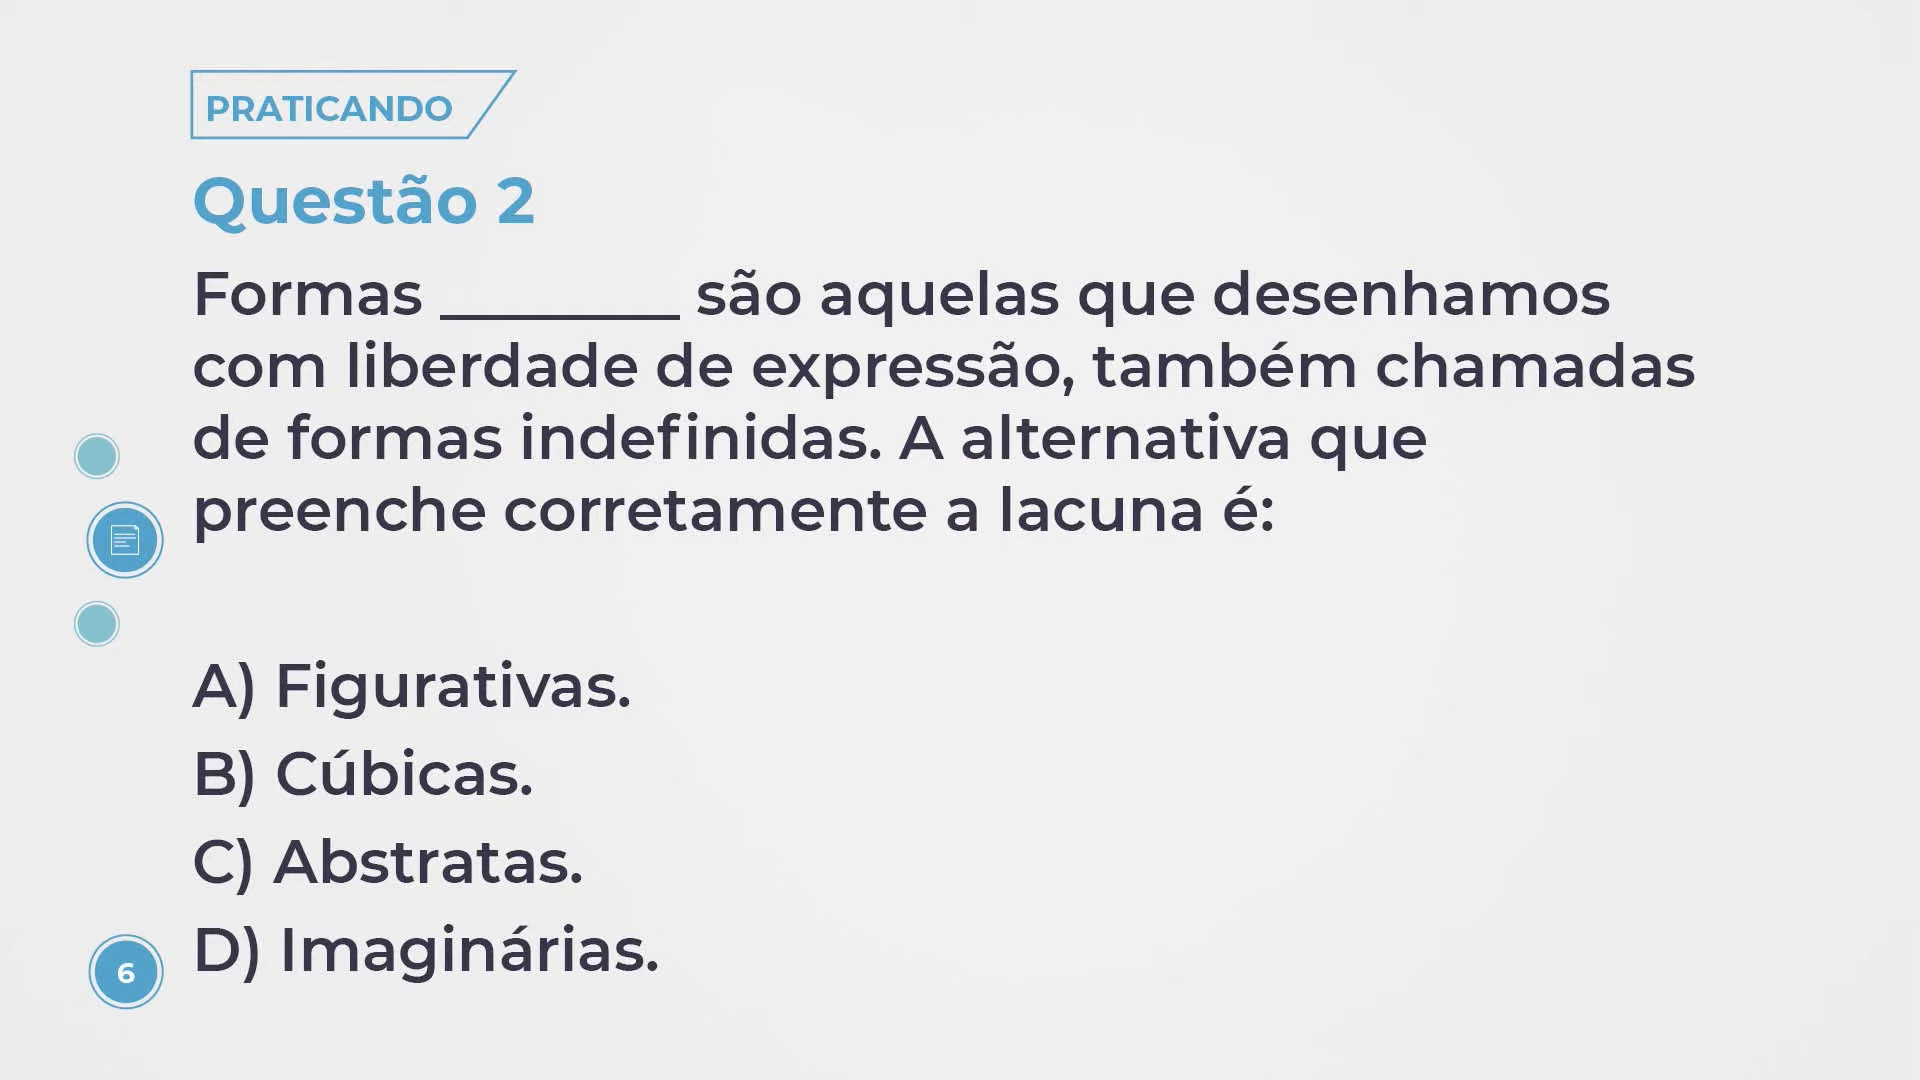 PRATICANDO
Questão 2
Formas ________ são aquelas que desenhamos
com liberdade de expressão, também chamadas
de formas indefinidas. A alternativa que
preenche corretamente a lacuna é:
A) Figurativas.
B) Cúbicas.
C) Abstratas.
D) Imaginárias.
6